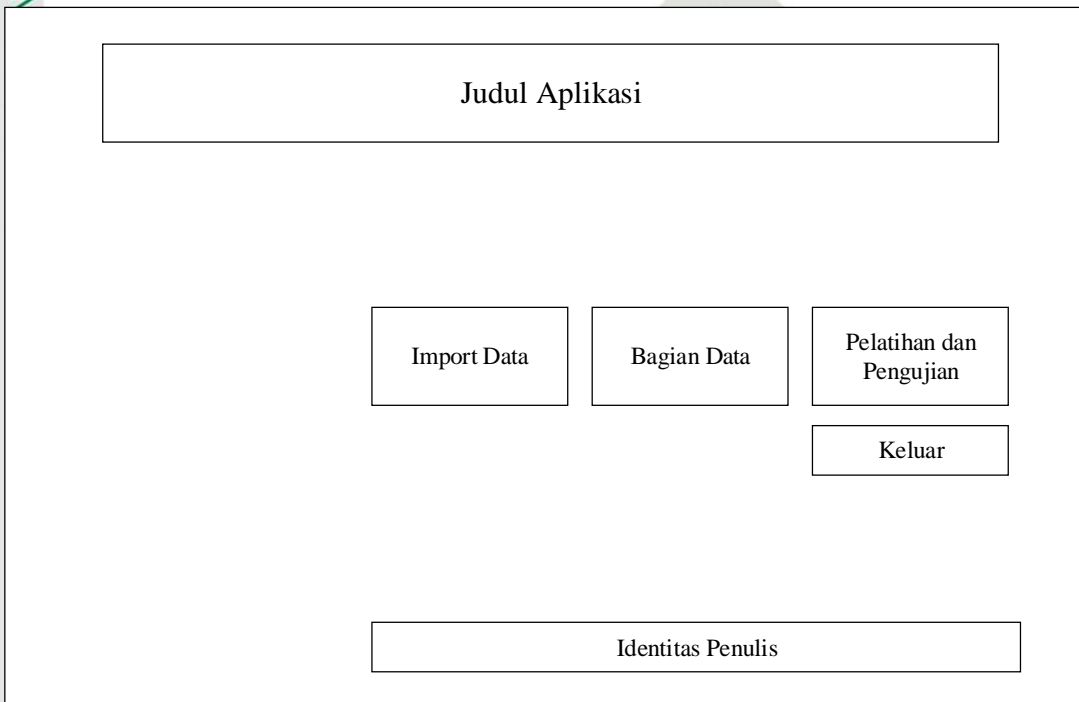 Judul Aplikasi
Import Data
Bagian Data
Pelatihan dan
Pengujian
Keluar
Identitas Penulis